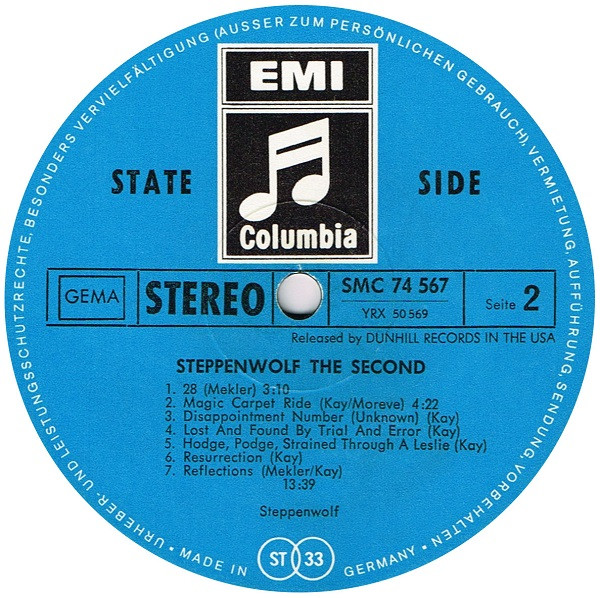 EMI
Columbia
STATE SIDE
GEMA
STEREO
SMC 74 567
YRX 50 569
Seite 2
Released by DUNHILL RECORDS IN THE USA
STEPPENWOLF THE SECOND
1. 28 (Mekler) 3:10
2. Magic Carpet Ride (Kay/Moreve) 4:22
3. Disappointment Number (Unknown) (Kay)
4. Lost And Found By Trial And Error (Kay)
5. Hodge, Podge, Strained Through A Leslie (Kay)
6. Resurrection (Kay)
7. Reflections (Mekler/Kay)
13:39
Steppenwolf
ST 33
URHEBER- UND LEISTUNGSSCHUTZRECHTE, BESONDERS VERVIELFÄLTIGUNG (AUSSER ZUM PERSÖNLICHEN GEBRAUCH), VERMIETUNG, AUFFÜHRUNG, SENDUNG, VORBEHALTEN • MADE IN GERMANY •